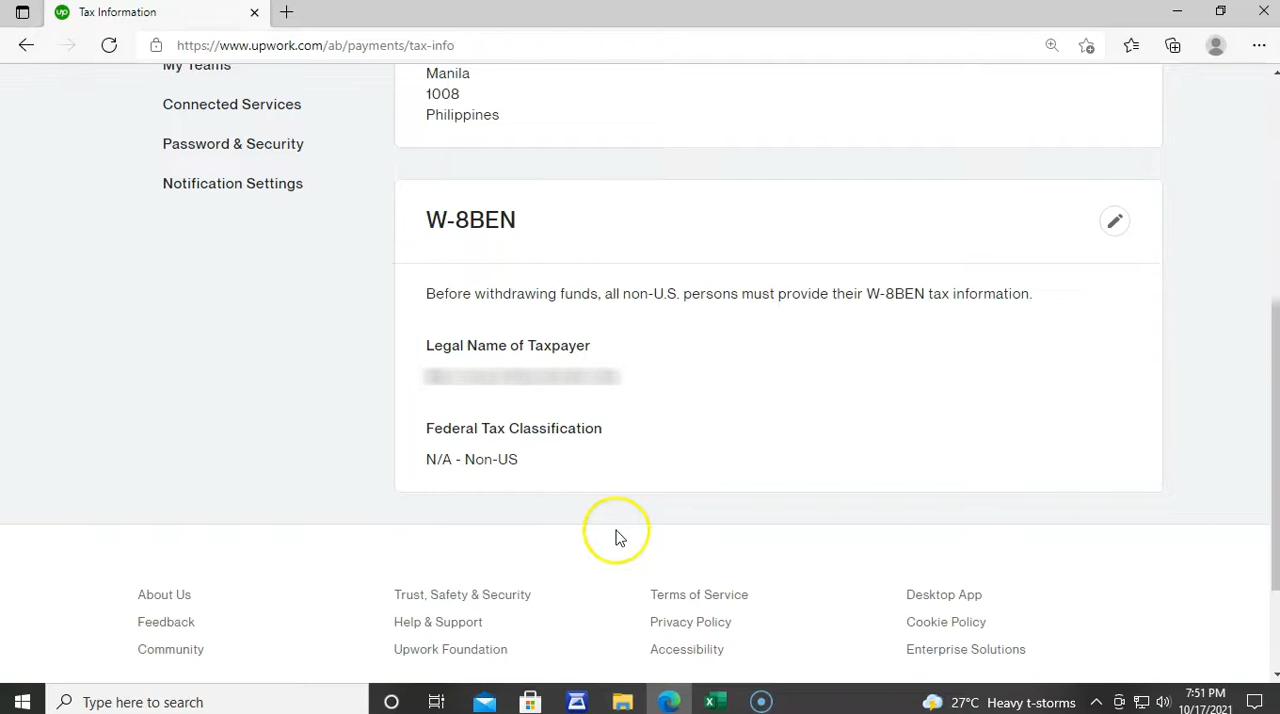 Tax Information
https://www.upwork.com/ab/payments/tax-info
My Teams
Connected Services
Password & Security
Notification Settings
Manila
1008
Philippines
W-8BEN
Before withdrawing funds, all non-U.S. persons must provide their W-8BEN tax information.
Legal Name of Taxpayer
Federal Tax Classification
N/A - Non-US
About Us
Feedback
Community
Trust, Safety & Security
Help & Support
Upwork Foundation
Terms of Service
Privacy Policy
Accessibility
Desktop App
Cookie Policy
Enterprise Solutions
Type here to search
27°C Heavy t-storms
7:51 PM
10/17/2021